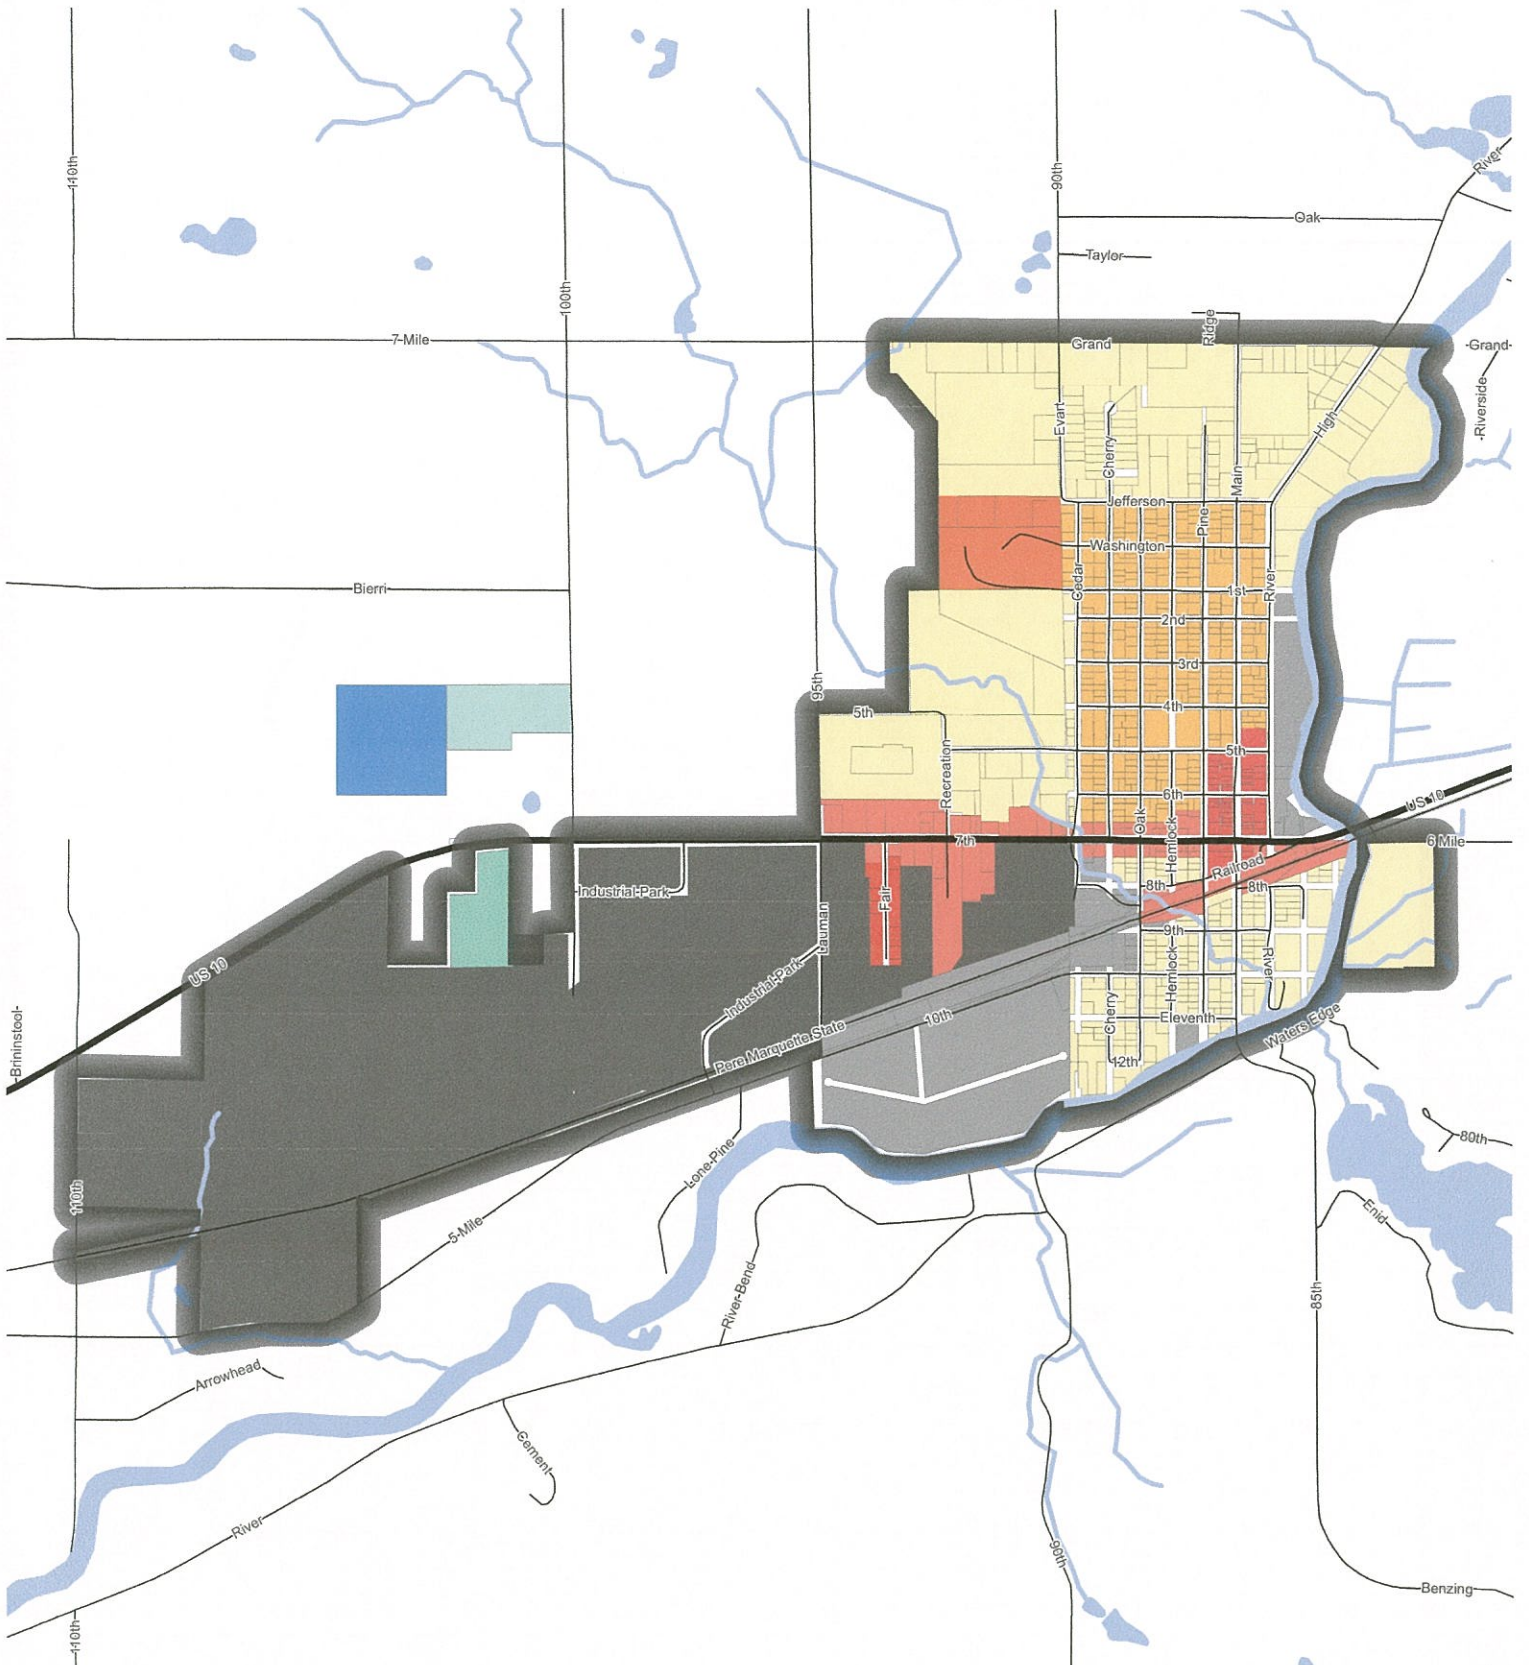 110th
90th
River
Oak
Taylor
100th
Ridge
7-Mile
Grand
-Grand-
-Riverside
Evart
High
Cherry
Main
Jefferson
Pine
Washington
Bierri
Cedar
1st
River
2nd
3rd
95th
4th
5th
5th
Recreation
6th
US 10
Oak
Hemlock
7th
6 Mile
Railroad
Industrial-Park
Fair
8th
8th
Lauman
9th
US 10
Industrial-Park
Hemlock
River
Cherry
10th
Eleventh
-Brininstool-
Pere Marquette State
Waters Edge
12th
80th
Lone-Pine
110th
Enid
5-Mile
River-Bend
85th
Arrowhead
Cement
River
90th
Benzing
110th